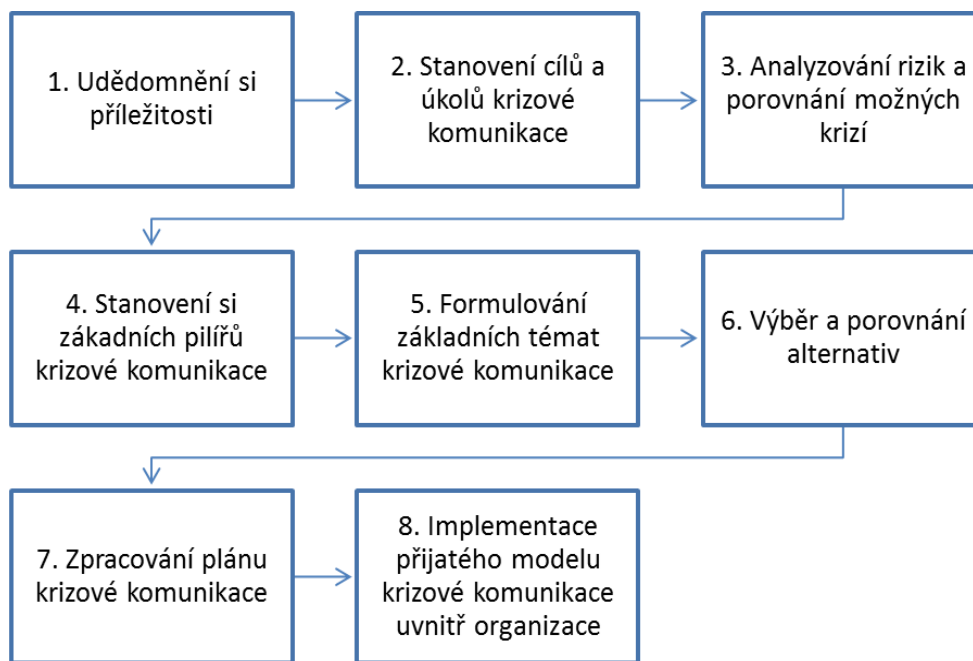 1. Udědomnění si
příležitosti
2. Stanovení cílů a
úkolů krizové
komunikace
3. Analyzování rizik a
porovnání možných
krizí
4. Stanovení si
zákadních pilířů
krizové komunikace
5. Formulování
základních témat
krizové komunikace
6. Výběr a porovnání
alternativ
7. Zpracování plánu
krizové komunikace
8. Implementace
přijatého modelu
krizové komunikace
uvnitř organizace